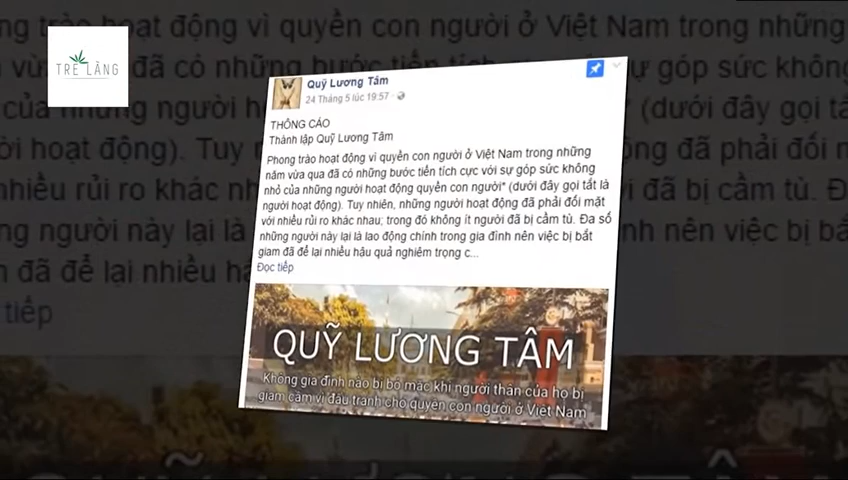 TRE LÀNG
Quỹ Lương Tâm
24 Tháng 5 lúc 19:57
THÔNG CÁO
Thành lập Quỹ Lương Tâm
Phong trào hoạt động vì quyền con người ở Việt Nam trong những
năm vừa qua đã có những bước tiến tích cực với sự góp sức không
nhỏ của những người hoạt động quyền con người* (dưới đây gọi tắt là
người hoạt động). Tuy nhiên, những người hoạt động đã phải đối mặt
với nhiều rủi ro khác nhau; trong đó không ít người đã bị cầm tù. Đa số
những người này lại là lao động chính trong gia đình nên việc bị bắt
giam đã để lại nhiều hậu quả nghiêm trọng c...
Đọc tiếp
QUỸ LƯƠNG TÂM
Không gia đình nào bị bỏ mặc khi người thân của họ bị
giam cầm vì đấu tranh cho quyền con người ở Việt Nam